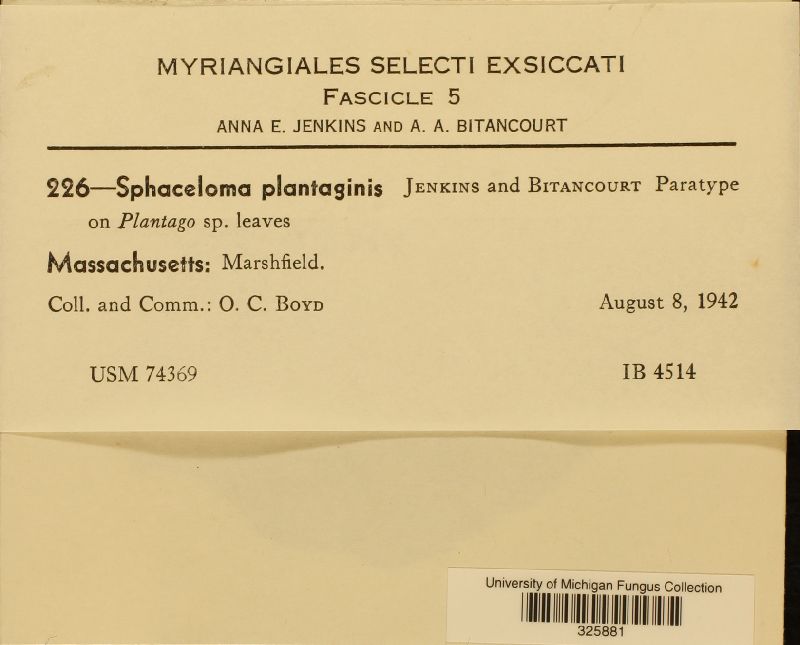 MYRIANGIALES SELECTI EXSICCATI
FASCICLE 5
ANNA E. JENKINS AND A. A. BITANCOURT
226—Sphaceloma plantaginis JENKINS and BITANCOURT Paratype
on Plantago sp. leaves
Massachusetts: Marshfield.
Coll. and Comm.: O. C. BOYD August 8, 1942
USM 74369 IB 4514
University of Michigan Fungus Collection
325881